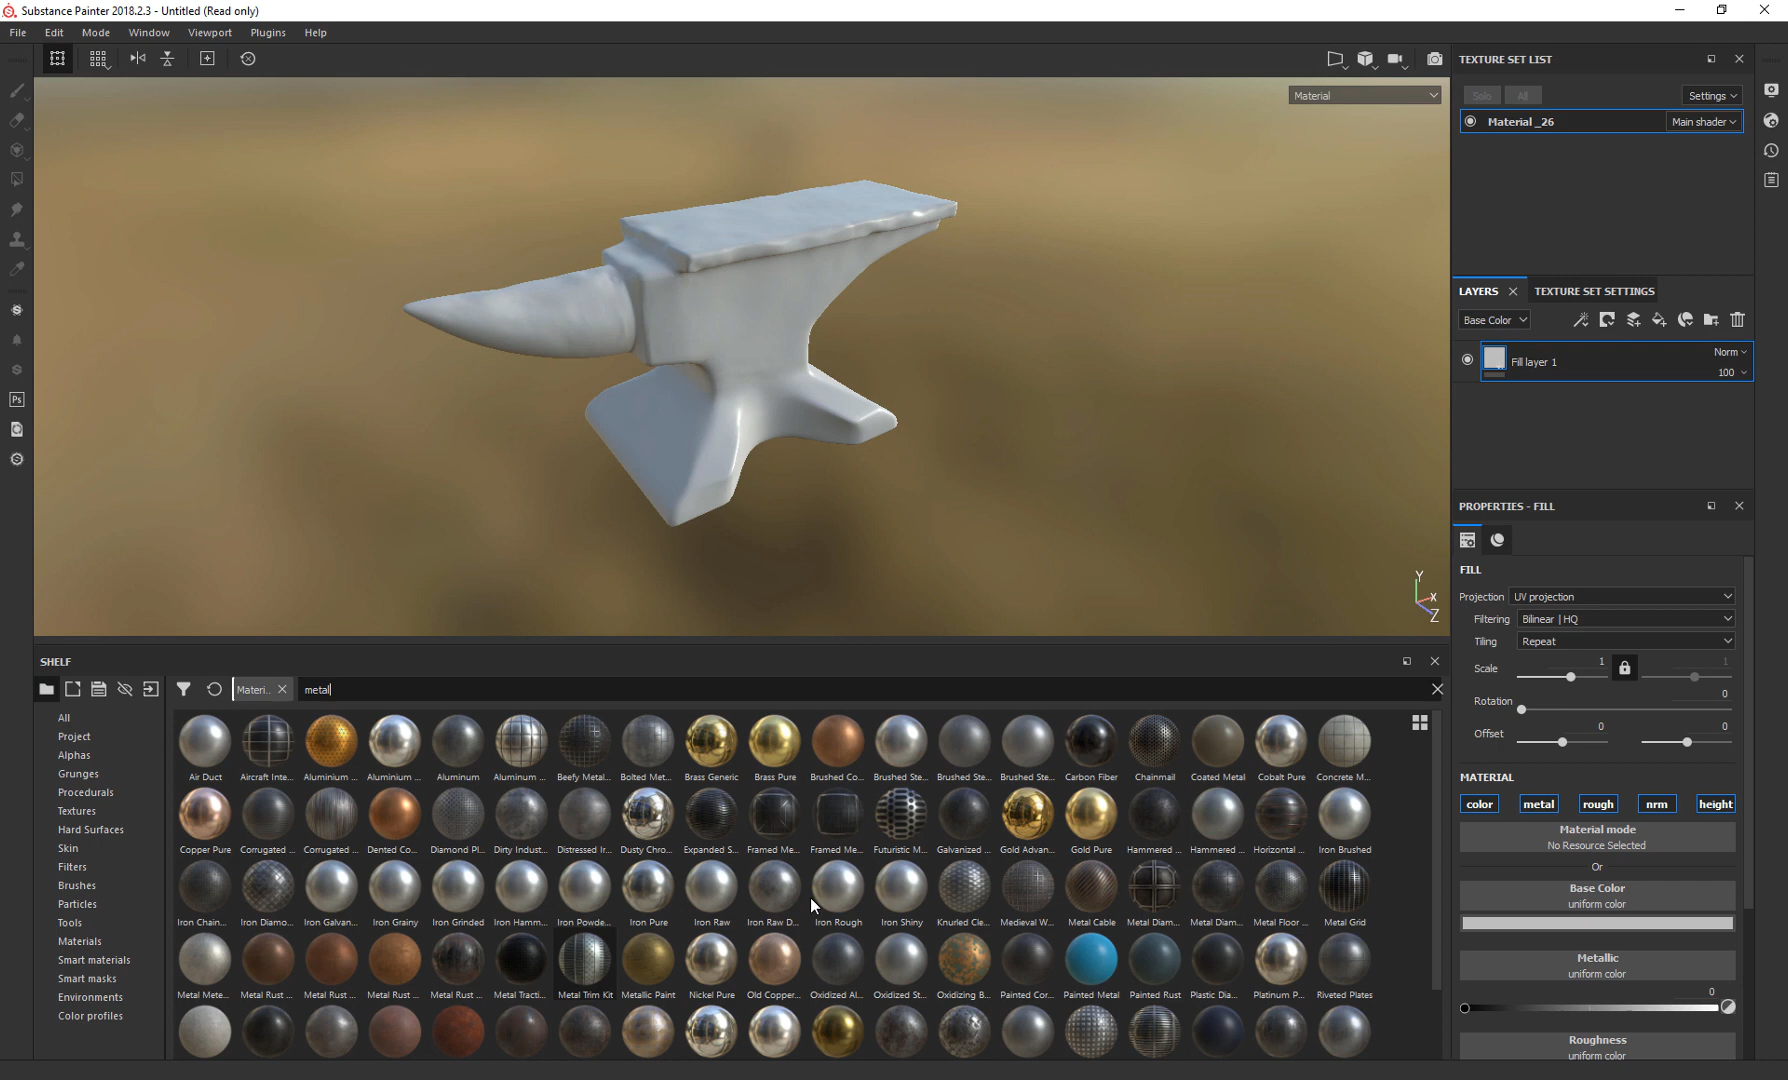 Substance Painter 2018.2.3 - Untitled (Read only)
File Edit Mode Window Viewport Plugins Help
Material
Y
X
Z
TEXTURE SET LIST
Solo All Settings
Material _26 Main shader
LAYERS TEXTURE SET SETTINGS
Base Color
Fill layer 1 Norm
100
Ps
PROPERTIES - FILL
FILL
Projection UV projection
Filtering Bilinear | HQ
Tiling Repeat
Scale 1 1
Rotation 0
Offset 0 0
MATERIAL
color metal rough nrm height
Material mode
No Resource Selected
Or
Base Color
uniform color
Metallic
uniform color
0
Roughness
uniform color
SHELF
Materi.. metal
All
Project
Alphas
Grunges
Procedurals
Textures
Hard Surfaces
Skin
Filters
Brushes
Particles
Tools
Materials
Smart materials
Smart masks
Environments
Color profiles
Air Duct Aircraft Inte... Aluminium ... Aluminium ... Aluminum Aluminum ... Beefy Metal... Bolted Met... Brass Generic Brass Pure Brushed Co... Brushed Ste... Brushed Ste... Brushed Ste... Carbon Fiber Chainmail Coated Metal Cobalt Pure Concrete M...
Copper Pure Corrugated ... Corrugated ... Dented Co... Diamond Pl... Dirty Indust... Distressed Ir... Dusty Chro... Expanded S... Framed Me... Framed Me... Futuristic M... Galvanized ... Gold Advan... Gold Pure Hammered ... Hammered ... Horizontal ... Iron Brushed
Iron Chain... Iron Diamo... Iron Galvan... Iron Grainy Iron Grinded Iron Hamm... Iron Powde... Iron Pure Iron Raw Iron Raw D... Iron Rough Iron Shiny Knurled Cle... Medieval W... Metal Cable Metal Diam... Metal Diam... Metal Floor ... Metal Grid
Metal Mete... Metal Rust ... Metal Rust ... Metal Rust ... Metal Rust ... Metal Tracti... Metal Trim Kit Metallic Paint Nickel Pure Old Copper... Oxidized Al... Oxidized St... Oxidizing B... Painted Cor... Painted Metal Painted Rust Plastic Dia... Platinum P... Riveted Plates